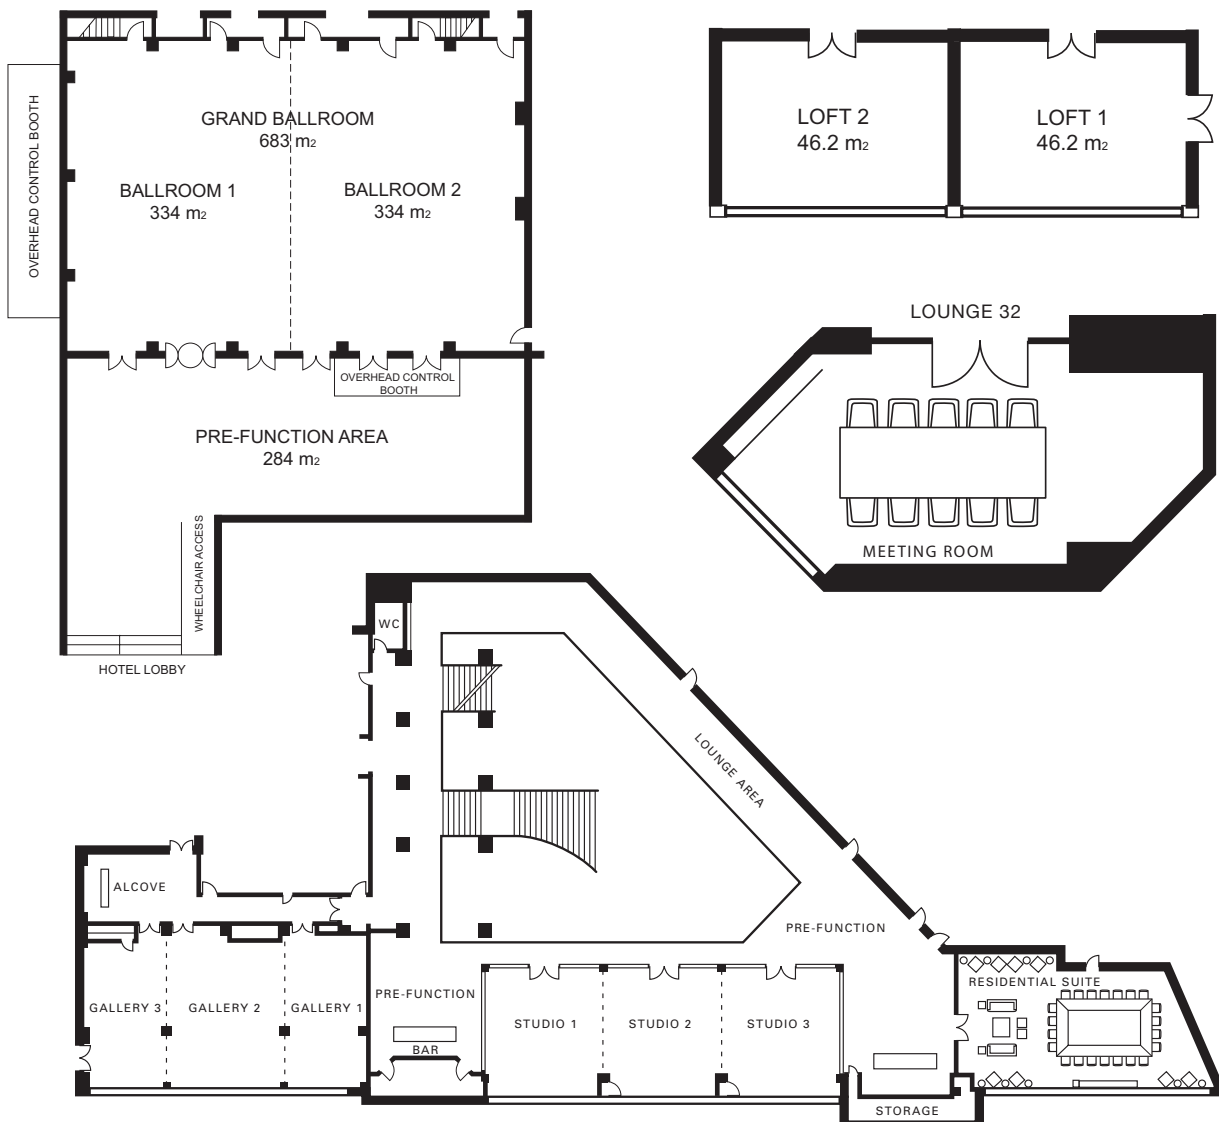 OVERHEAD CONTROL BOOTH
GRAND BALLROOM
683 m2
BALLROOM 1
334 m2
BALLROOM 2
334 m2
OVERHEAD CONTROL
BOOTH
PRE-FUNCTION AREA
284 m2
WHEELCHAIR ACCESS
HOTEL LOBBY
LOFT 2
46.2 m2
LOFT 1
46.2 m2
LOUNGE 32
MEETING ROOM
WC
LOUNGE AREA
ALCOVE
PRE-FUNCTION
GALLERY 3
GALLERY 2
GALLERY 1
PRE-FUNCTION
BAR
STUDIO 1
STUDIO 2
STUDIO 3
RESIDENTIAL SUITE
STORAGE